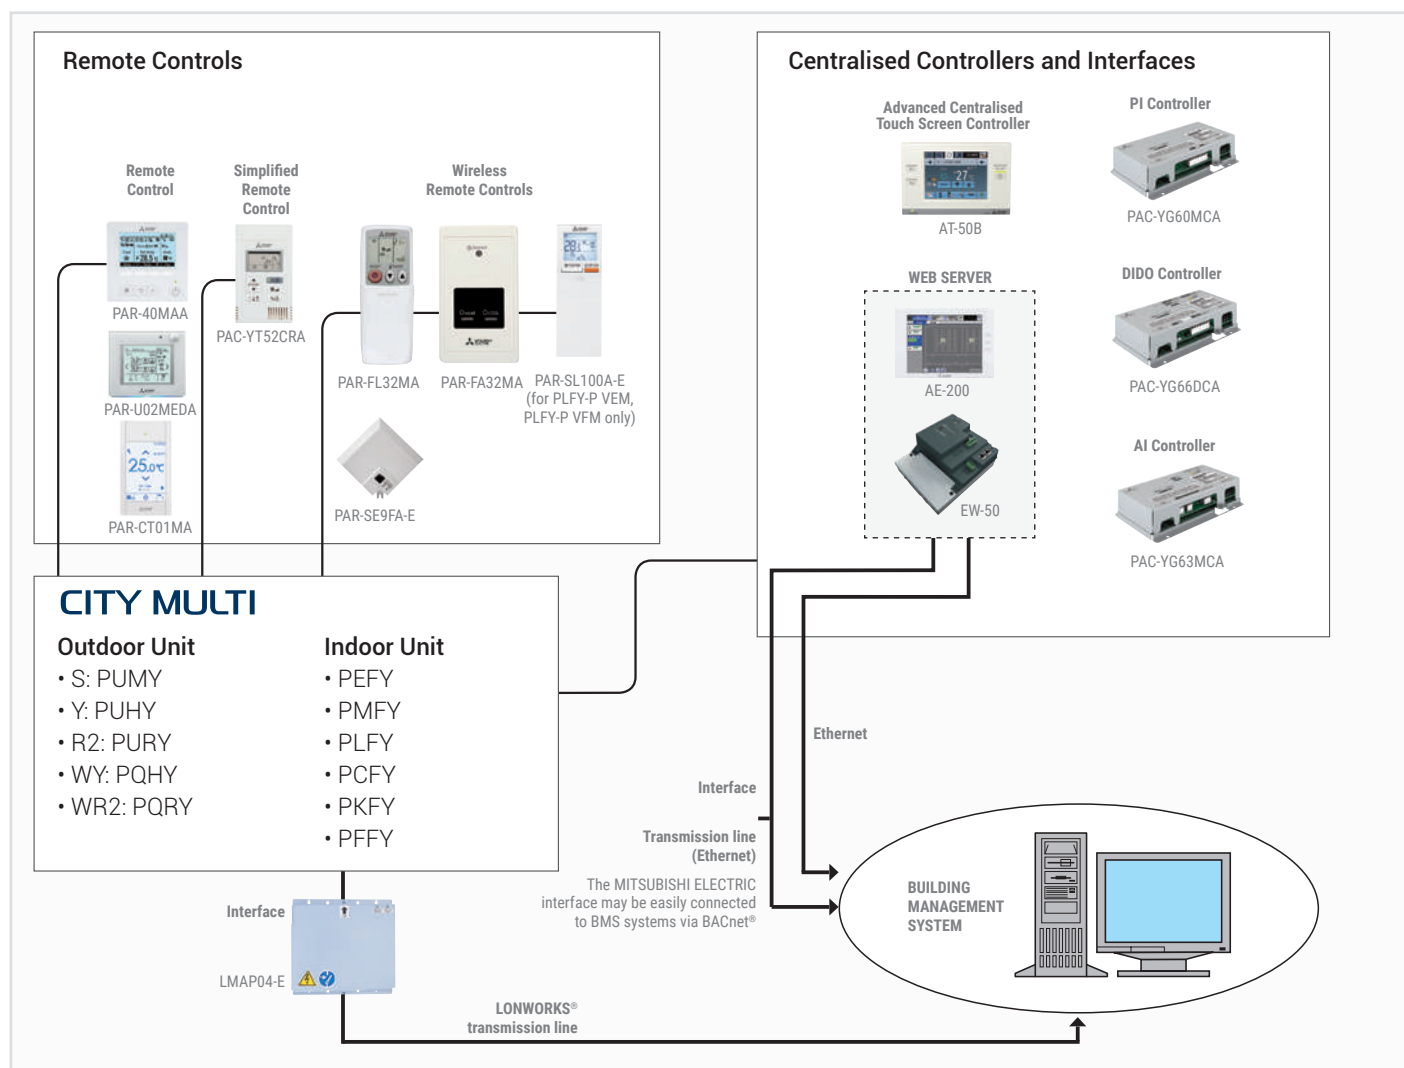 Remote Controls
Remote
Control
Simplified
Remote
Control
Wireless
Remote Controls
PAR-40MAA
PAC-YT52CRA
PAR-U02MEDA
25.0℃
PAR-CT01MA
PAR-FL32MA
PAR-FA32MA
PAR-SL100A-E
(for PLFY-P VEM,
PLFY-P VFM only)
PAR-SE9FA-E
Centralised Controllers and Interfaces
Advanced Centralised
Touch Screen Controller
AT-50B
WEB SERVER
AE-200
EW-50
PI Controller
PAC-YG60MCA
DIDO Controller
PAC-YG66DCA
AI Controller
PAC-YG63MCA
CITY MULTI
Outdoor Unit
• S: PUMY
• Y: PUHY
• R2: PURY
• WY: PQHY
• WR2: PQRY
Indoor Unit
• PEFY
• PMFY
• PLFY
• PCFY
• PKFY
• PFFY
Ethernet
Interface
Transmission line
(Ethernet)
The MITSUBISHI ELECTRIC
interface may be easily connected
to BMS systems via BACnet®
BUILDING
MANAGEMENT
SYSTEM
Interface
LMAP04-E
LONWORKS®
transmission line